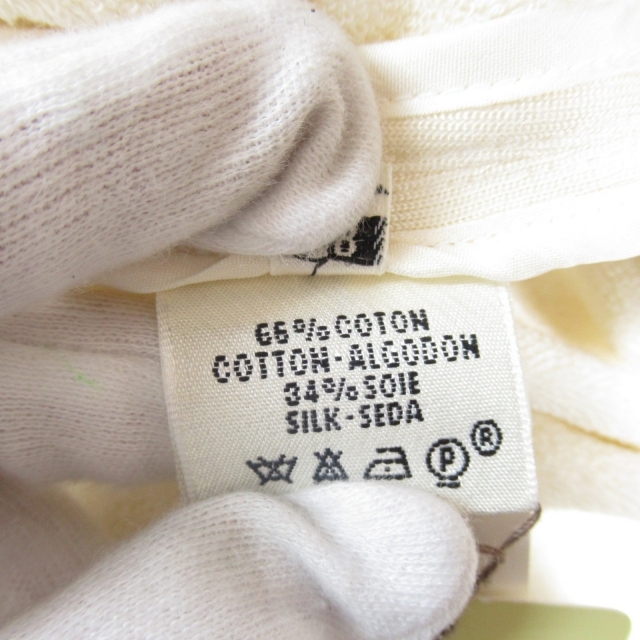 66% COTON
COTTON-ALGODON
34% SOIE
SILK-SEDA
P ®